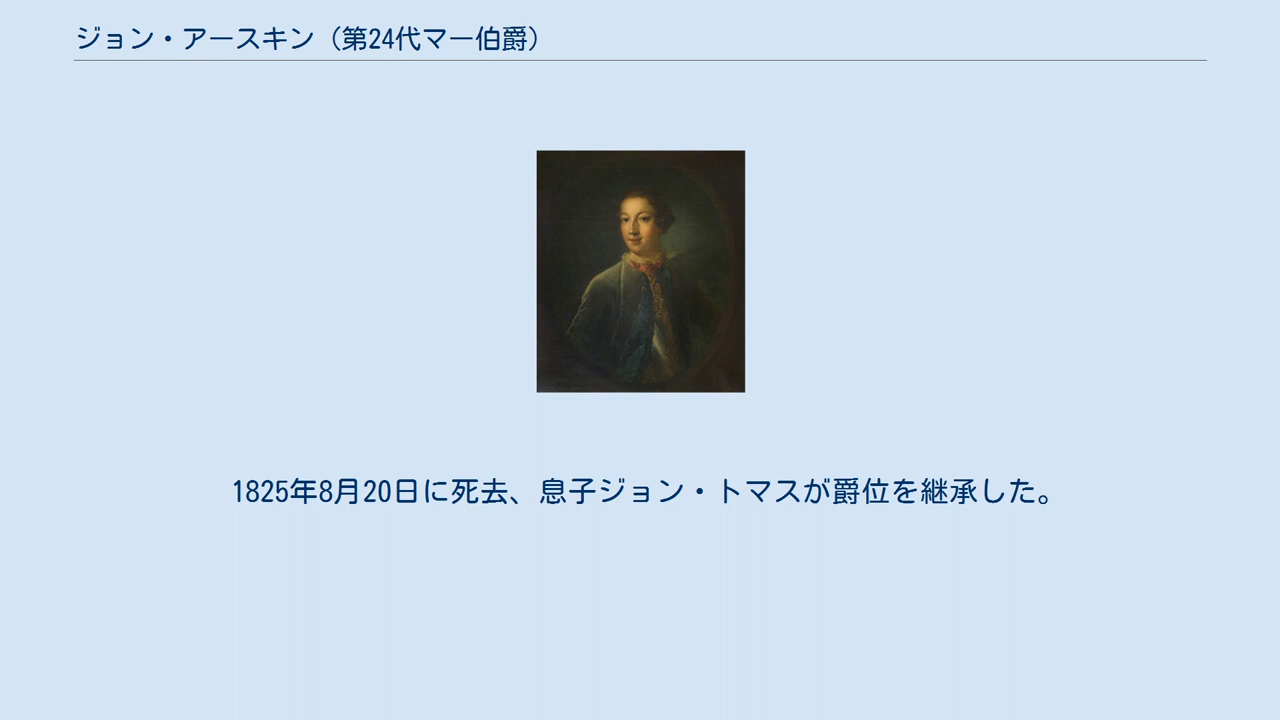 ジョン・アースキン（第24代マー伯爵）
1825年8月20日に死去、息子ジョン・トマスが爵位を継承した。